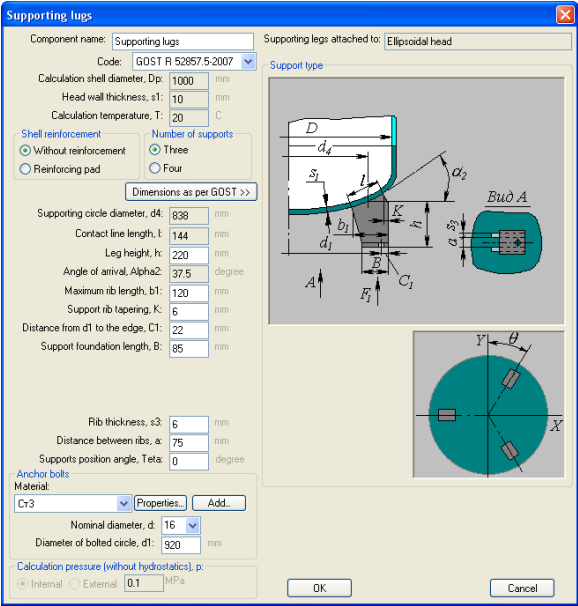 Supporting lugs
Component name: Supporting lugs
Supporting legs attached to: Ellipsoidal head
Code: GOST R 52857.5-2007
Calculation shell diameter, Dp: 1000 mm
Head wall thickness, s1: 10 mm
Calculation temperature, T: 20 C
Shell reinforcement
Without reinforcement
Reinforcing pad
Number of supports
Three
Four
Dimensions as per GOST >>
Supporting circle diameter, d4: 838 mm
Contact line length, l: 144 mm
Leg height, h: 220 mm
Angle of arrival, Alpha2: 37.5 degree
Maximum rib length, b1: 120 mm
Support rib tapering, K: 6 mm
Distance from d1 to the edge, C1: 22 mm
Support foundation length, B: 85 mm
Rib thickness, s3: 6 mm
Distance between ribs, a: 75 mm
Supports position angle, Teta: 0 degree
Anchor bolts
Material:
Ст3 Properties.. Add..
Nominal diameter, d: 16
Diameter of bolted circle, d1: 920 mm
Calculation pressure (without hydrostatics), p:
Internal External 0.1 MPa
Support type
D
d4
s1
l
α2
K
h
b1
d1
B
C1
A
F1
Вид А
s3
a
Y
θ
X
OK
Cancel